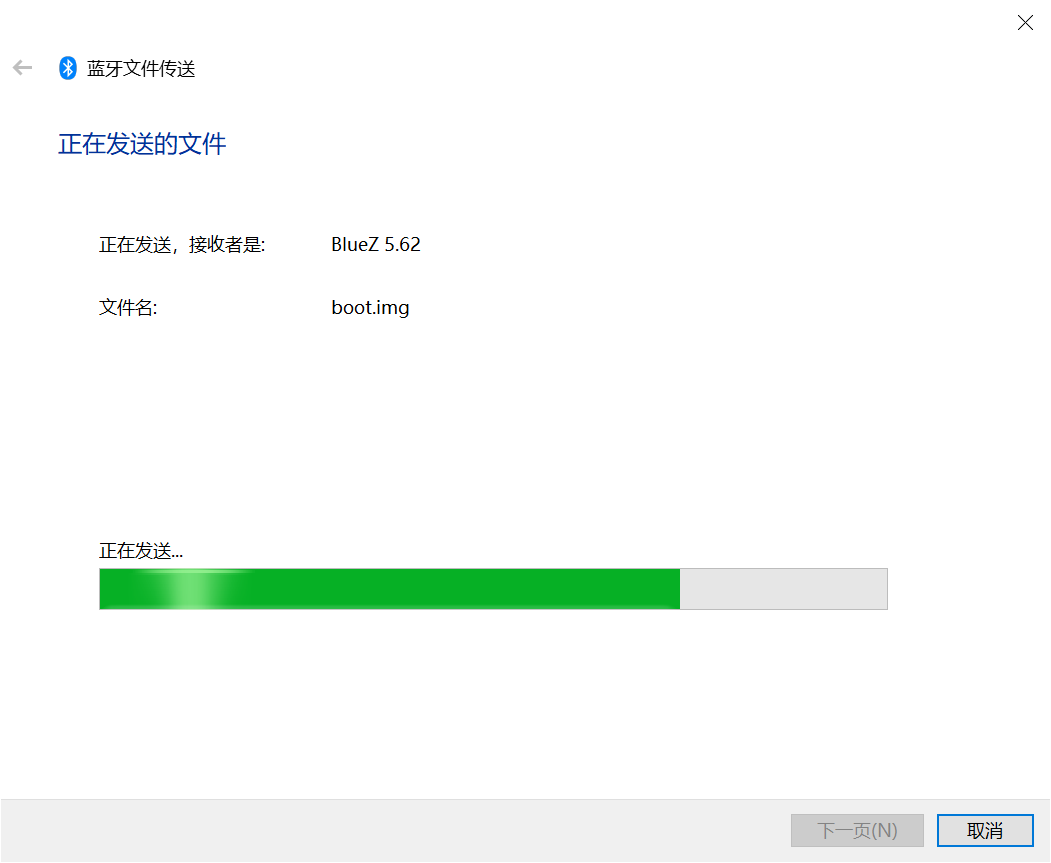 蓝牙文件传送
正在发送的文件
正在发送，接收者是: BlueZ 5.62
文件名: boot.img
正在发送...
下一页(N) 取消